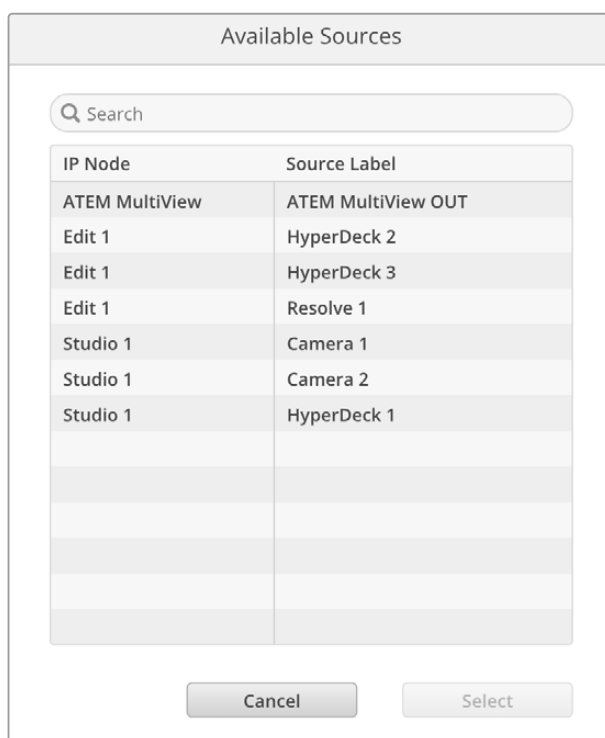 Available Sources
Search
IP Node Source Label
ATEM MultiView ATEM MultiView OUT
Edit 1 HyperDeck 2
Edit 1 HyperDeck 3
Edit 1 Resolve 1
Studio 1 Camera 1
Studio 1 Camera 2
Studio 1 HyperDeck 1
Cancel Select